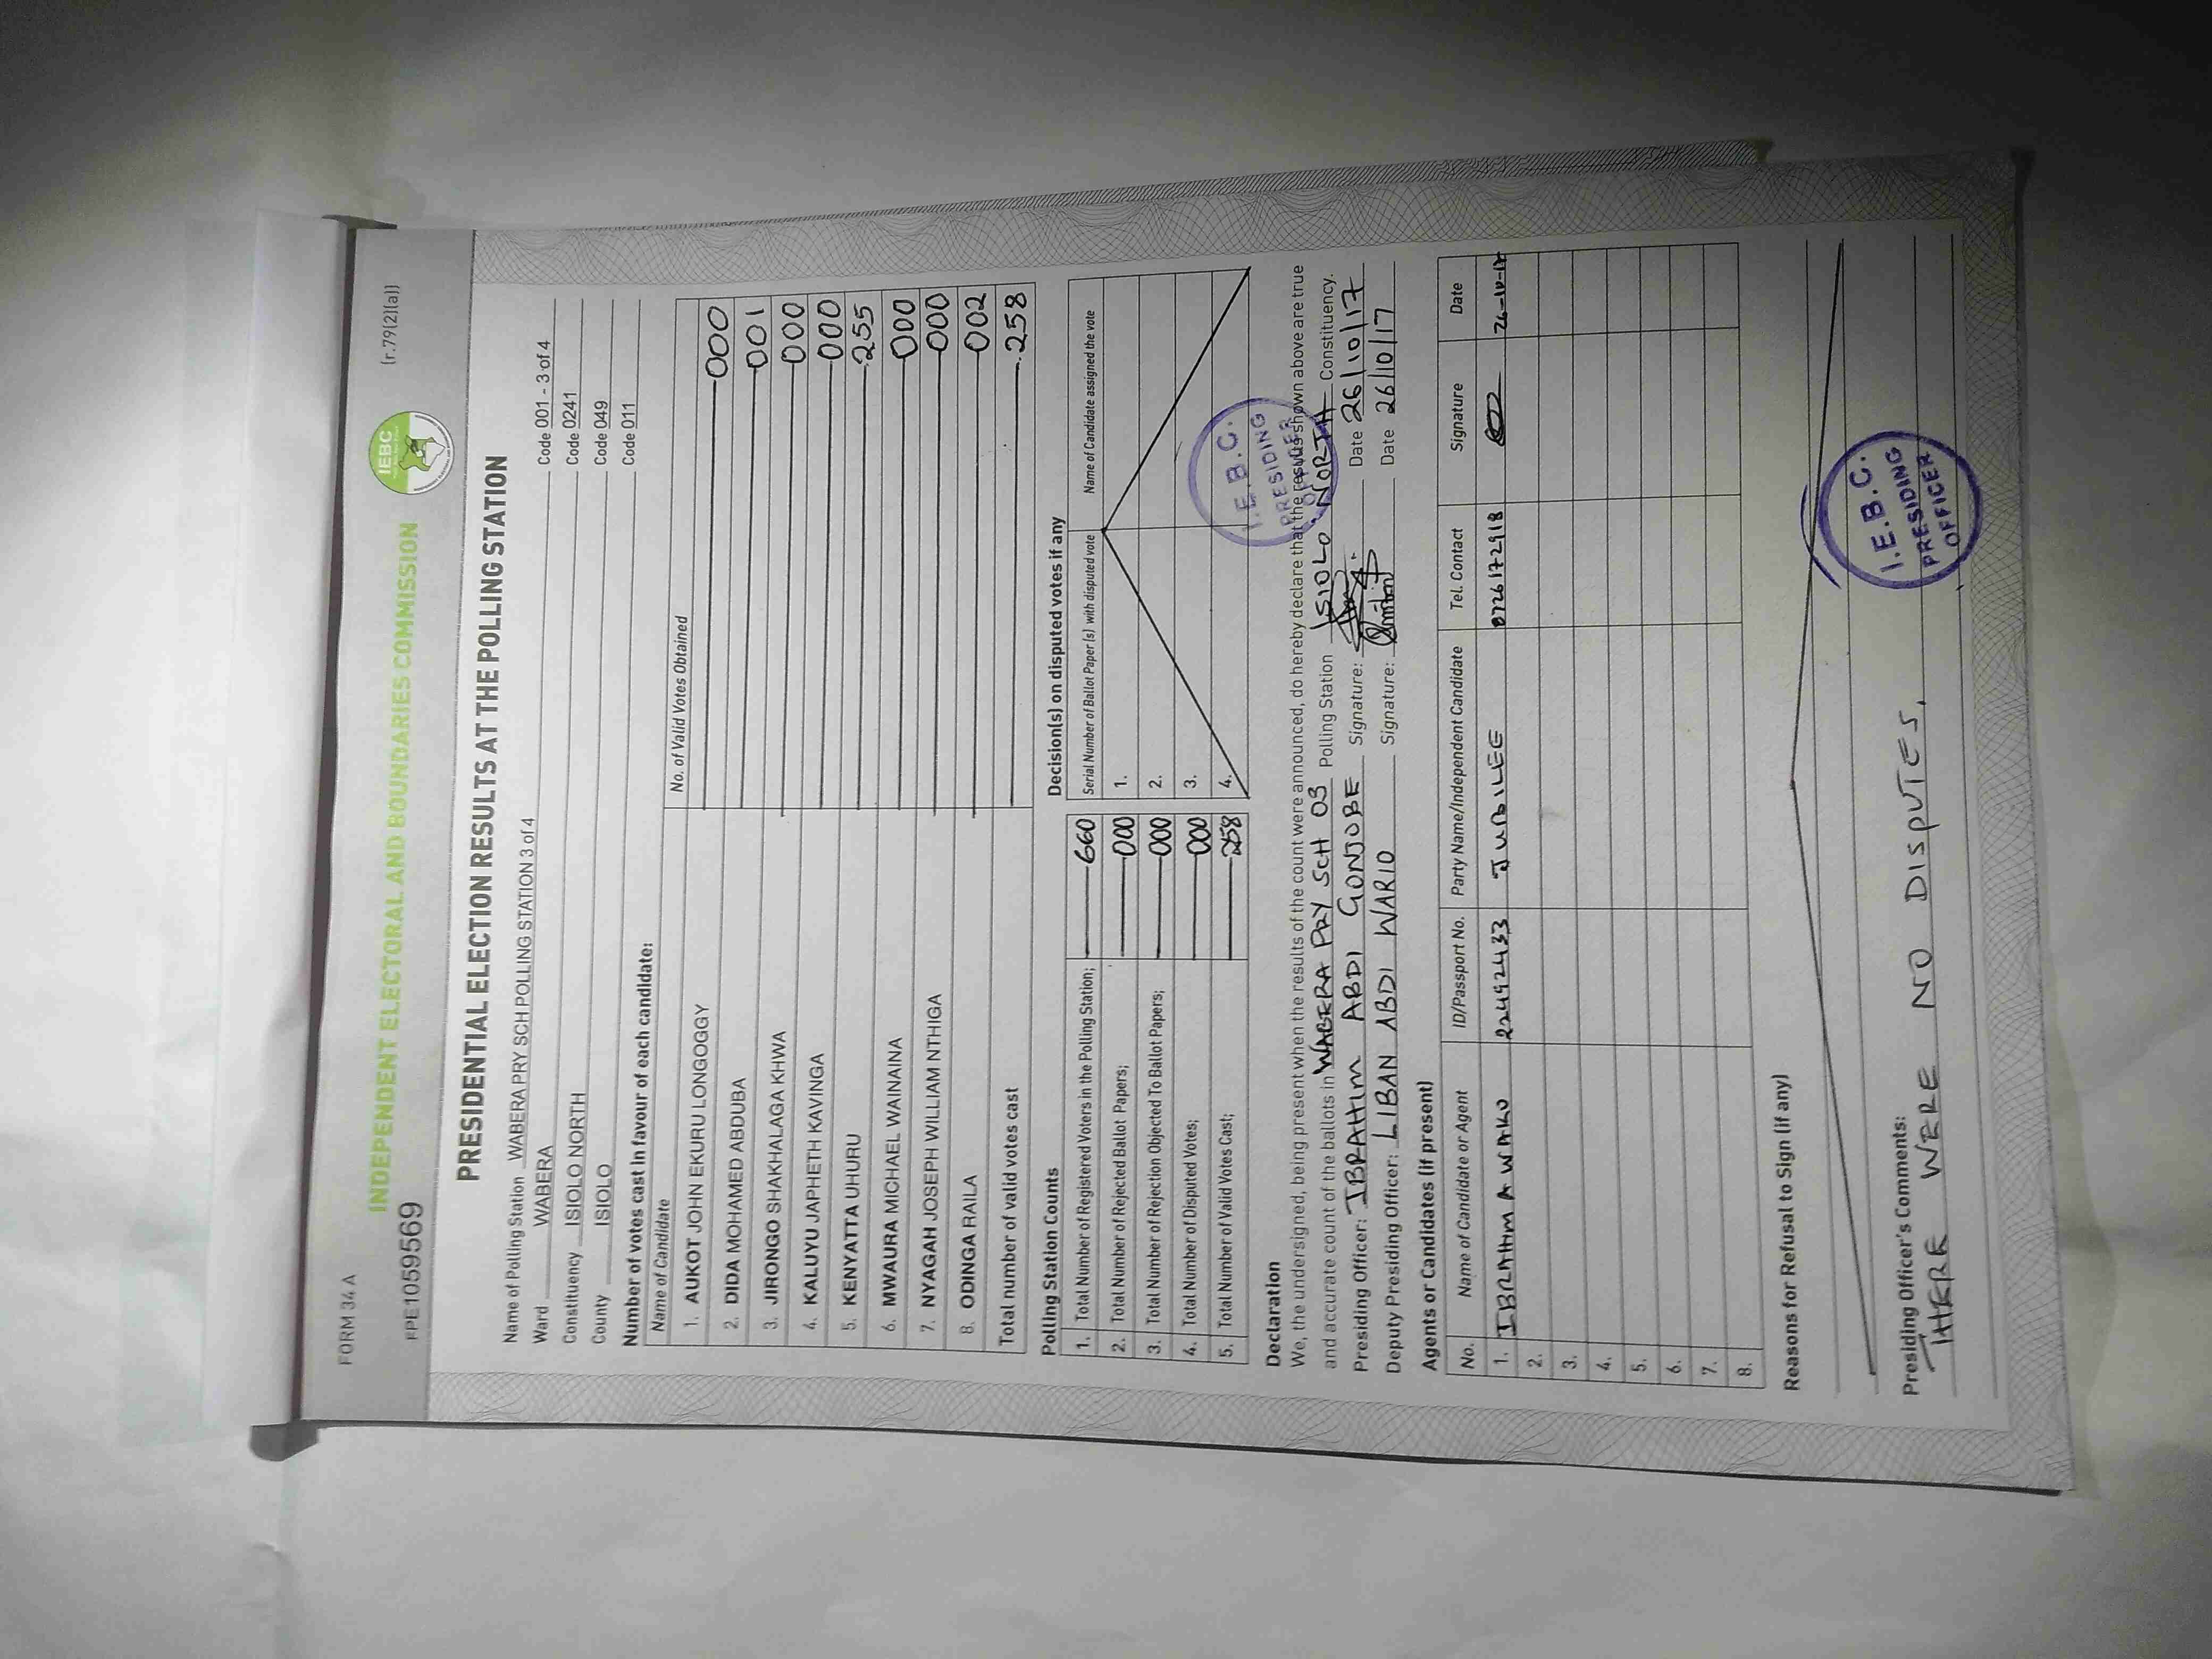 FORM 34 A (r.79(2)(a))
INDEPENDENT ELECTORAL AND BOUNDARIES COMMISSION
IEBC
FPE1059569
PRESIDENTIAL ELECTION RESULTS AT THE POLLING STATION
Name of Polling Station WABERA PRY SCH POLLING STATION 3 of 4 Code 001 - 3 of 4
Ward WABERA Code 0241
Constituency ISIOLO NORTH Code 049
County ISIOLO Code 011
Number of votes cast in favour of each candidate:
Name of Candidate No. of Valid Votes Obtained
1. AUKOT JOHN EKURU LONGOGGY 000
2. DIDA MOHAMED ABDUBA 001
3. JIRONGO SHAKHALAGA KHWA 000
4. KALUYU JAPHETH KAVINGA 000
5. KENYATTA UHURU 255
6. MWAURA MICHAEL WAINAINA 000
7. NYAGAH JOSEPH WILLIAM NTHIGA 000
8. ODINGA RAILA 002
Total number of valid votes cast 258
Polling Station Counts
1. Total Number of Registered Voters in the Polling Station; 660
2. Total Number of Rejected Ballot Papers; 000
3. Total Number of Rejection Objected To Ballot Papers; 000
4. Total Number of Disputed Votes; 000
5. Total Number of Valid Votes Cast; 258
Decision(s) on disputed votes if any
Serial Number of Ballot Paper(s) with disputed vote Name of Candidate assigned the vote
1.
2.
3.
4.
I.E.B.C. PRESIDING OFFICER
Declaration
We, the undersigned, being present when the results of the count were announced, do hereby declare that the results shown above are true
and accurate count of the ballots in WABERA PRY SCH 03 Polling Station ISIOLO NORTH Constituency.
Presiding Officer: IBRAHIM ABDI GONJOBE Signature: Date 26/10/17
Deputy Presiding Officer: LIBAN ABDI WARIO Signature: Date 26/10/17
Agents or Candidates (if present)
No. Name of Candidate or Agent ID/Passport No. Party Name/Independent Candidate Tel. Contact Signature Date
1. IBRAHIM A WAKO 22492433 JUBILEE 0726172918 26-10-17
2.
3.
4.
5.
6.
7.
8.
Reasons for Refusal to Sign (if any)
Presiding Officer's Comments:
THERE WERE NO DISPUTES.
I.E.B.C. PRESIDING OFFICER